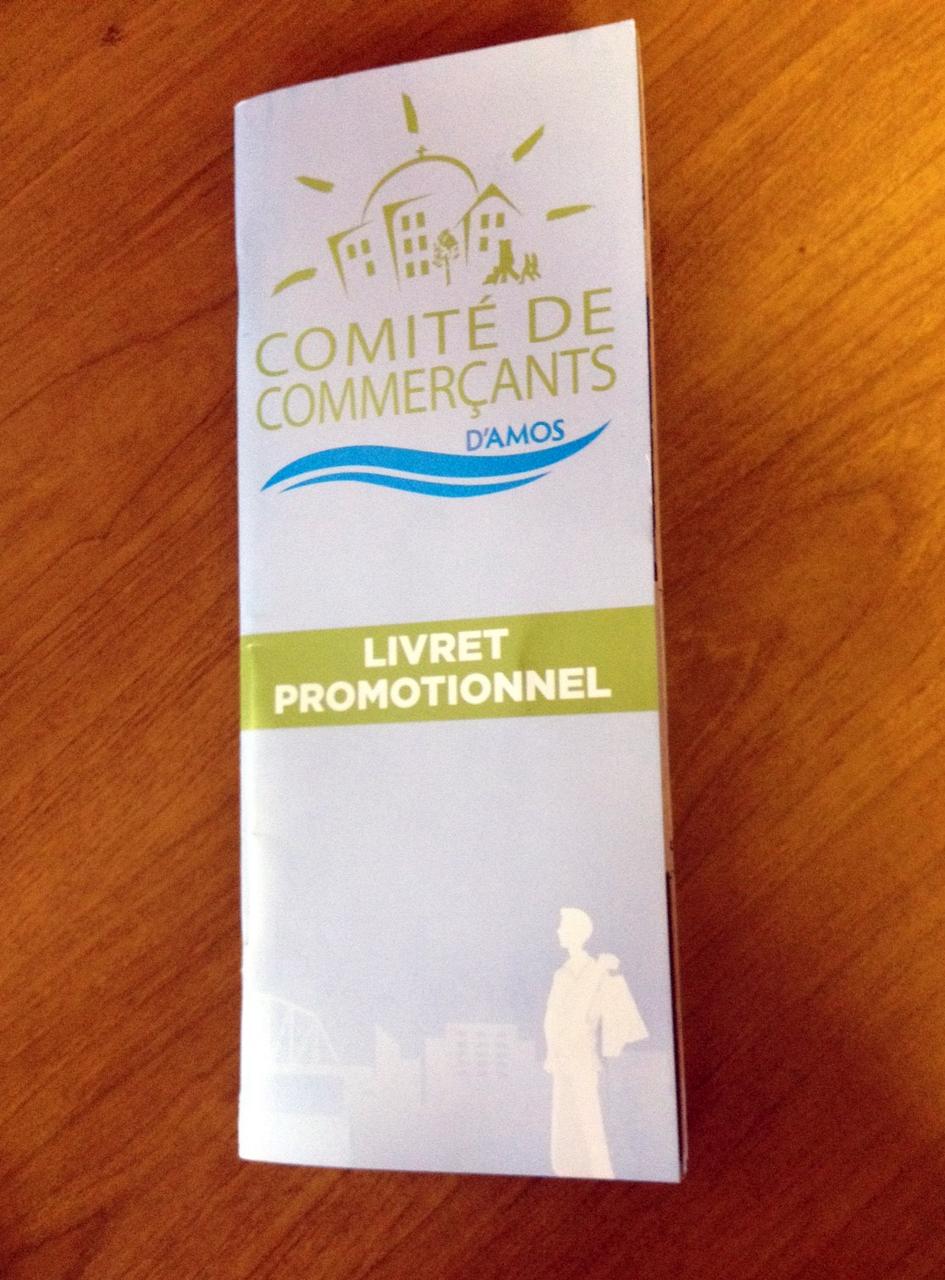 COMITÉ DE
COMMERÇANTS
D'AMOS
LIVRET
PROMOTIONNEL